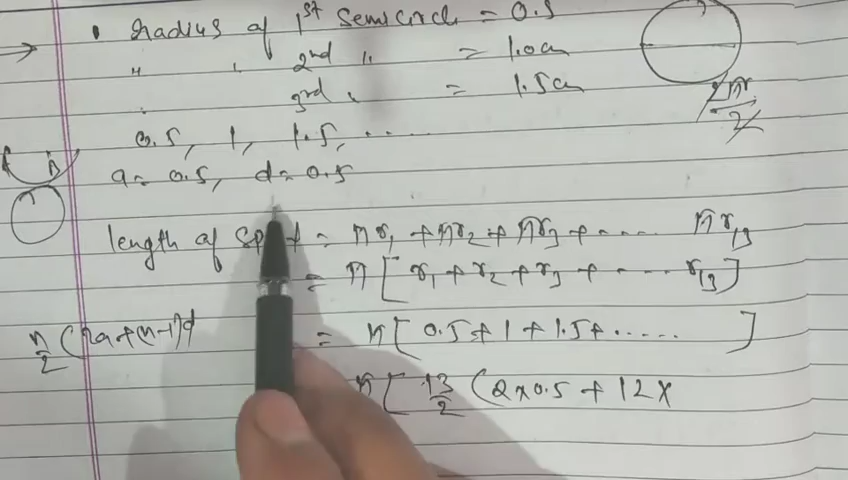 • Radius of 1st Semicircle = 0.5
" " 2nd " = 1.0cm
3rd " = 1.5cm
2πr/2
0.5, 1, 1.5, .....
a = 0.5, d = 0.5
length of = πr1 + πr2 + πr3 + ..... πr13
= π[r1 + r2 + r3 + ..... r13]
n/2 (2a+(n-1)d = π[0.5 + 1 + 1.5 + ..... ]
π[13/2 (2×0.5 + 12×